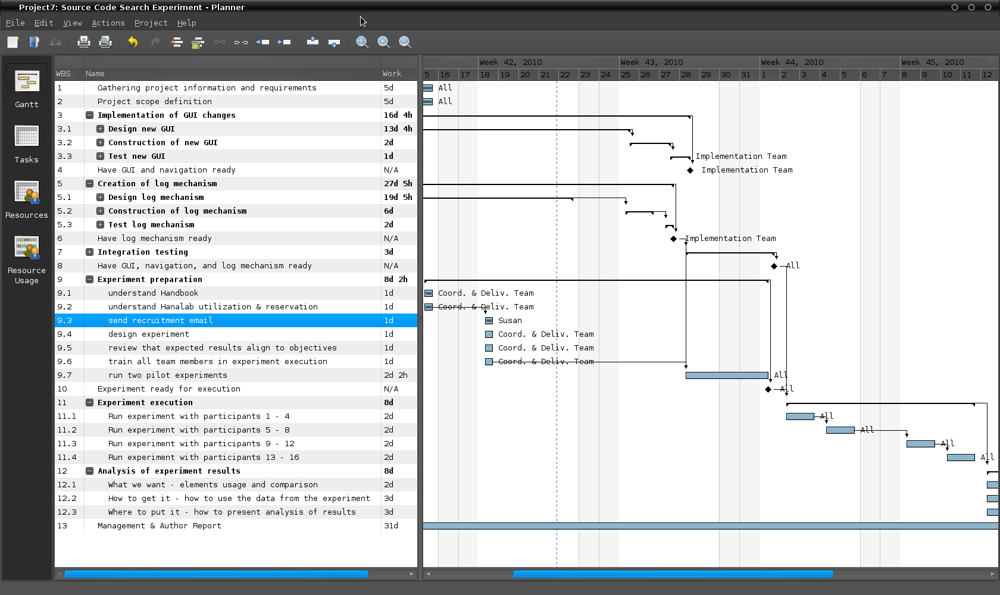 Project7: Source Code Search Experiment - Planner
File Edit View Actions Project Help
Week 42, 2010 Week 43, 2010 Week 44, 2010 Week 45, 2010
WBS Name Work 5 16 17 18 19 20 21 22 23 24 25 26 27 28 29 30 31 1 2 3 4 5 6 7 8 9 10 11 12
Gantt
Tasks
Resources
Resource
Usage
1 Gathering project information and requirements 5d All
2 Project scope definition 5d All
3 Implementation of GUI changes 16d 4h
3.1 Design new GUI 13d 4h
3.2 Construction of new GUI 2d
3.3 Test new GUI 1d Implementation Team
4 Have GUI and navigation ready N/A Implementation Team
5 Creation of log mechanism 27d 5h
5.1 Design log mechanism 19d 5h
5.2 Construction of log mechanism 6d
5.3 Test log mechanism 2d
6 Have log mechanism ready N/A Implementation Team
7 Integration testing 3d
8 Have GUI, navigation, and log mechanism ready N/A All
9 Experiment preparation 8d 2h
9.1 understand Handbook 1d Coord. & Deliv. Team
9.2 understand Hanalab utilization & reservation 1d Coord. & Deliv. Team
9.3 send recruitment email 1d Susan
9.4 design experiment 1d Coord. & Deliv. Team
9.5 review that expected results align to objectives 1d Coord. & Deliv. Team
9.6 train all team members in experiment execution 1d Coord. & Deliv. Team
9.7 run two pilot experiments 2d 2h All
10 Experiment ready for execution N/A All
11 Experiment execution 8d
11.1 Run experiment with participants 1 - 4 2d All
11.2 Run experiment with participants 5 - 8 2d All
11.3 Run experiment with participants 9 - 12 2d All
11.4 Run experiment with participants 13 - 16 2d All
12 Analysis of experiment results 8d
12.1 What we want - elements usage and comparison 2d
12.2 How to get it - how to use the data from the experiment 3d
12.3 Where to put it - how to present analysis of results 3d
13 Management & Author Report 31d